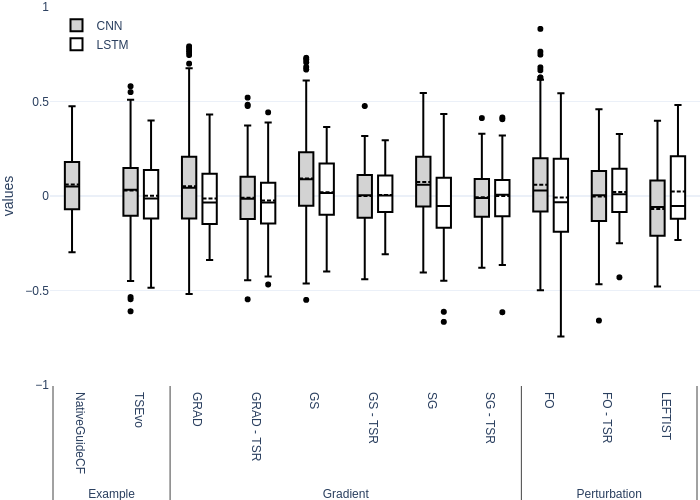 1
CNN
LSTM
0.5
values
0
−0.5
−1
NativeGuideCF
TSEvo
GRAD
GRAD - TSR
GS
GS - TSR
SG
SG - TSR
FO
FO - TSR
LEFTIST
Example
Gradient
Perturbation